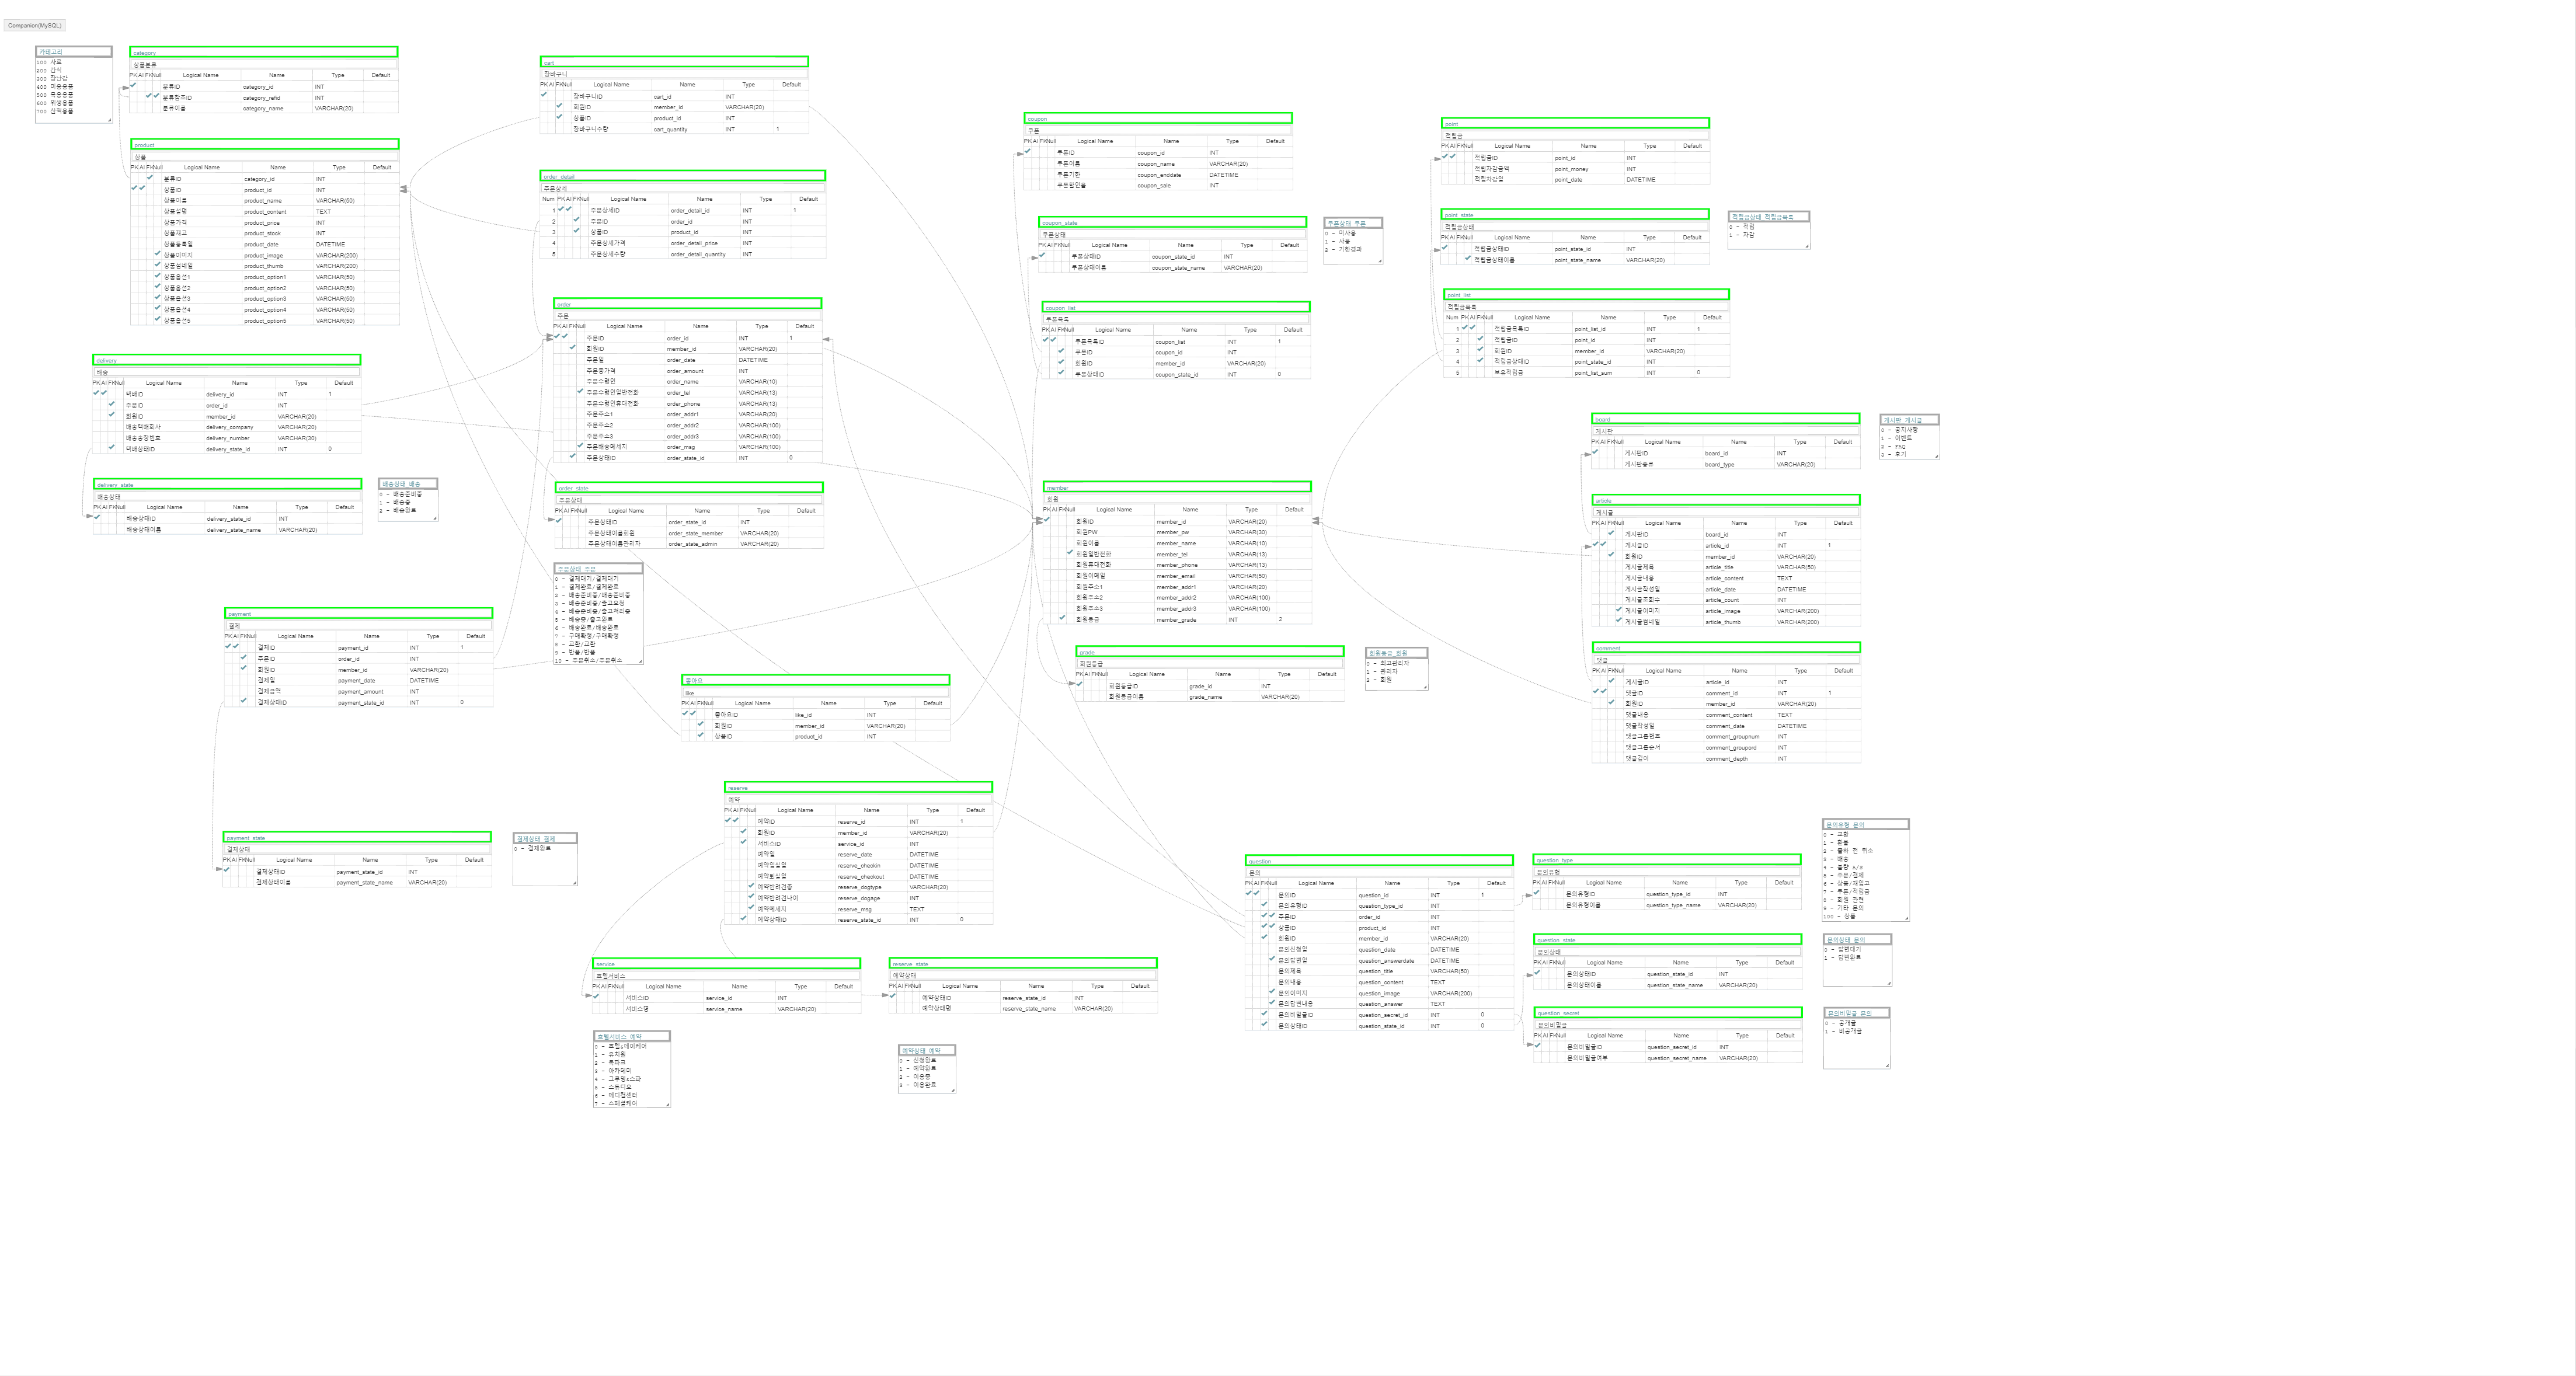 Companion(MySQL)
카테고리
100 사료
200 간식
300 장난감
400 미용용품
500 목욕용품
600 위생용품
700 산책용품
category
상품분류
PK AI FK Null Logical Name Name Type Default
분류ID category_id INT
분류참조ID category_refid INT
분류이름 category_name VARCHAR(20)
product
상품
PK AI FK Null Logical Name Name Type Default
분류ID category_id INT
상품ID product_id INT
상품이름 product_name VARCHAR(50)
상품설명 product_content TEXT
상품가격 product_price INT
상품재고 product_stock INT
상품등록일 product_date DATETIME
상품이미지 product_image VARCHAR(200)
상품썸네일 product_thumb VARCHAR(200)
상품옵션1 product_option1 VARCHAR(50)
상품옵션2 product_option2 VARCHAR(50)
상품옵션3 product_option3 VARCHAR(50)
상품옵션4 product_option4 VARCHAR(50)
상품옵션5 product_option5 VARCHAR(50)
delivery
배송
PK AI FK Null Logical Name Name Type Default
택배ID delivery_id INT 1
주문ID order_id INT
회원ID member_id VARCHAR(20)
배송택배회사 delivery_company VARCHAR(20)
배송송장번호 delivery_number VARCHAR(30)
택배상태ID delivery_state_id INT 0
delivery_state
배송상태
PK AI FK Null Logical Name Name Type Default
배송상태ID delivery_state_id INT
배송상태이름 delivery_state_name VARCHAR(20)
배송상태_배송
0 - 배송준비중
1 - 배송중
2 - 배송완료
payment
결제
PK AI FK Null Logical Name Name Type Default
결제ID payment_id INT 1
주문ID order_id INT
회원ID member_id VARCHAR(20)
결제일 payment_date DATETIME
결제금액 payment_amount INT
결제상태ID payment_state_id INT 0
payment_state
결제상태
PK AI FK Null Logical Name Name Type Default
결제상태ID payment_state_id INT
결제상태이름 payment_state_name VARCHAR(20)
결제상태_결제
0 - 결제완료
cart
장바구니
PK AI FK Null Logical Name Name Type Default
장바구니ID cart_id INT
회원ID member_id VARCHAR(20)
상품ID product_id INT
장바구니수량 cart_quantity INT 1
order_detail
주문상세
Num PK AI FK Null Logical Name Name Type Default
1 주문상세ID order_detail_id INT 1
2 주문ID order_id INT
3 상품ID product_id INT
4 주문상세가격 order_detail_price INT
5 주문상세수량 order_detail_quantity INT
order
주문
PK AI FK Null Logical Name Name Type Default
주문ID order_id INT 1
회원ID member_id VARCHAR(20)
주문일 order_date DATETIME
주문총가격 order_amount INT
주문수령인 order_name VARCHAR(10)
주문수령인일반전화 order_tel VARCHAR(13)
주문수령인휴대전화 order_phone VARCHAR(13)
주문주소1 order_addr1 VARCHAR(20)
주문주소2 order_addr2 VARCHAR(100)
주문주소3 order_addr3 VARCHAR(100)
주문배송메세지 order_msg VARCHAR(100)
주문상태ID order_state_id INT 0
order_state
주문상태
PK AI FK Null Logical Name Name Type Default
주문상태ID order_state_id INT
주문상태이름회원 order_state_member VARCHAR(20)
주문상태이름관리자 order_state_admin VARCHAR(20)
주문상태_주문
0 - 결제대기/결제대기
1 - 결제완료/결제완료
2 - 배송준비중/배송준비중
3 - 배송준비중/출고요청
4 - 배송준비중/출고처리중
5 - 배송중/출고완료
6 - 배송완료/배송완료
7 - 구매확정/구매확정
8 - 교환/교환
9 - 반품/반품
10 - 주문취소/주문취소
좋아요
like
PK AI FK Null Logical Name Name Type Default
좋아요ID like_id INT
회원ID member_id VARCHAR(20)
상품ID product_id INT
reserve
예약
PK AI FK Null Logical Name Name Type Default
예약ID reserve_id INT 1
회원ID member_id VARCHAR(20)
서비스ID service_id INT
예약일 reserve_date DATETIME
예약입실일 reserve_checkin DATETIME
예약퇴실일 reserve_checkout DATETIME
예약반려견종 reserve_dogtype VARCHAR(20)
예약반려견나이 reserve_dogage INT
예약메세지 reserve_msg TEXT
예약상태ID reserve_state_id INT 0
service
호텔서비스
PK AI FK Null Logical Name Name Type Default
서비스ID service_id INT
서비스명 service_name VARCHAR(20)
호텔서비스_예약
0 - 호텔&데이케어
1 - 유치원
2 - 독파크
3 - 아카데미
4 - 그루밍&스파
5 - 스튜디오
6 - 메디컬센터
7 - 스페셜케어
reserve_state
예약상태
PK AI FK Null Logical Name Name Type Default
예약상태ID reserve_state_id INT
예약상태명 reserve_state_name VARCHAR(20)
예약상태_예약
0 - 신청완료
1 - 예약완료
2 - 이용중
3 - 이용완료
coupon
쿠폰
PK AI FK Null Logical Name Name Type Default
쿠폰ID coupon_id INT
쿠폰이름 coupon_name VARCHAR(20)
쿠폰기한 coupon_enddate DATETIME
쿠폰할인율 coupon_sale INT
coupon_state
쿠폰상태
PK AI FK Null Logical Name Name Type Default
쿠폰상태ID coupon_state_id INT
쿠폰상태이름 coupon_state_name VARCHAR(20)
쿠폰상태_쿠폰
0 - 미사용
1 - 사용
2 - 기한경과
coupon_list
쿠폰목록
PK AI FK Null Logical Name Name Type Default
쿠폰목록ID coupon_list INT 1
쿠폰ID coupon_id INT
회원ID member_id VARCHAR(20)
쿠폰상태ID coupon_state_id INT 0
member
회원
PK AI FK Null Logical Name Name Type Default
회원ID member_id VARCHAR(20)
회원PW member_pw VARCHAR(30)
회원이름 member_name VARCHAR(10)
회원일반전화 member_tel VARCHAR(13)
회원휴대전화 member_phone VARCHAR(13)
회원이메일 member_email VARCHAR(50)
회원주소1 member_addr1 VARCHAR(20)
회원주소2 member_addr2 VARCHAR(100)
회원주소3 member_addr3 VARCHAR(100)
회원등급 member_grade INT 2
grade
회원등급
PK AI FK Null Logical Name Name Type Default
회원등급ID grade_id INT
회원등급이름 grade_name VARCHAR(20)
회원등급_회원
0 - 최고관리자
1 - 관리자
2 - 회원
point
적립금
PK AI FK Null Logical Name Name Type Default
적립금ID point_id INT
적립차감금액 point_money INT
적립차감일 point_date DATETIME
point_state
적립금상태
PK AI FK Null Logical Name Name Type Default
적립금상태ID point_state_id INT
적립금상태이름 point_state_name VARCHAR(20)
적립금상태_적립금목록
0 - 적립
1 - 차감
point_list
적립금목록
Num PK AI FK Null Logical Name Name Type Default
1 적립금목록ID point_list_id INT 1
2 적립금ID point_id INT
3 회원ID member_id VARCHAR(20)
4 적립금상태ID point_state_id INT
5 보유적립금 point_list_sum INT 0
board
게시판
PK AI FK Null Logical Name Name Type Default
게시판ID board_id INT
게시판종류 board_type VARCHAR(20)
게시판_게시글
0 - 공지사항
1 - 이벤트
2 - FAQ
3 - 후기
article
게시글
PK AI FK Null Logical Name Name Type Default
게시판ID board_id INT
게시글ID article_id INT 1
회원ID member_id VARCHAR(20)
게시글제목 article_title VARCHAR(50)
게시글내용 article_content TEXT
게시글작성일 article_date DATETIME
게시글조회수 article_count INT
게시글이미지 article_image VARCHAR(200)
게시글썸네일 article_thumb VARCHAR(200)
comment
댓글
PK AI FK Null Logical Name Name Type Default
게시글ID article_id INT
댓글ID comment_id INT 1
회원ID member_id VARCHAR(20)
댓글내용 comment_content TEXT
댓글작성일 comment_date DATETIME
댓글그룹번호 comment_groupnum INT
댓글그룹순서 comment_groupord INT
댓글깊이 comment_depth INT
question
문의
PK AI FK Null Logical Name Name Type Default
문의ID question_id INT 1
문의유형ID question_type_id INT
주문ID order_id INT
상품ID product_id INT
회원ID member_id VARCHAR(20)
문의신청일 question_date DATETIME
문의답변일 question_answerdate DATETIME
문의제목 question_title VARCHAR(50)
문의내용 question_content TEXT
문의이미지 question_image VARCHAR(200)
문의답변내용 question_answer TEXT
문의비밀글ID question_secret_id INT 0
문의상태ID question_state_id INT 0
question_type
문의유형
PK AI FK Null Logical Name Name Type Default
문의유형ID question_type_id INT
문의유형이름 question_type_name VARCHAR(20)
문의유형_문의
0 - 교환
1 - 환불
2 - 출하 전 취소
3 - 배송
4 - 불량 A/S
5 - 주문/결제
6 - 상품/재입고
7 - 쿠폰/적립금
8 - 회원 관련
9 - 기타 문의
100 - 상품
question_state
문의상태
PK AI FK Null Logical Name Name Type Default
문의상태ID question_state_id INT
문의상태이름 question_state_name VARCHAR(20)
문의상태_문의
0 - 답변대기
1 - 답변완료
question_secret
문의비밀글
PK AI FK Null Logical Name Name Type Default
문의비밀글ID question_secret_id INT
문의비밀글여부 question_secret_name VARCHAR(20)
문의비밀글_문의
0 - 공개글
1 - 비공개글